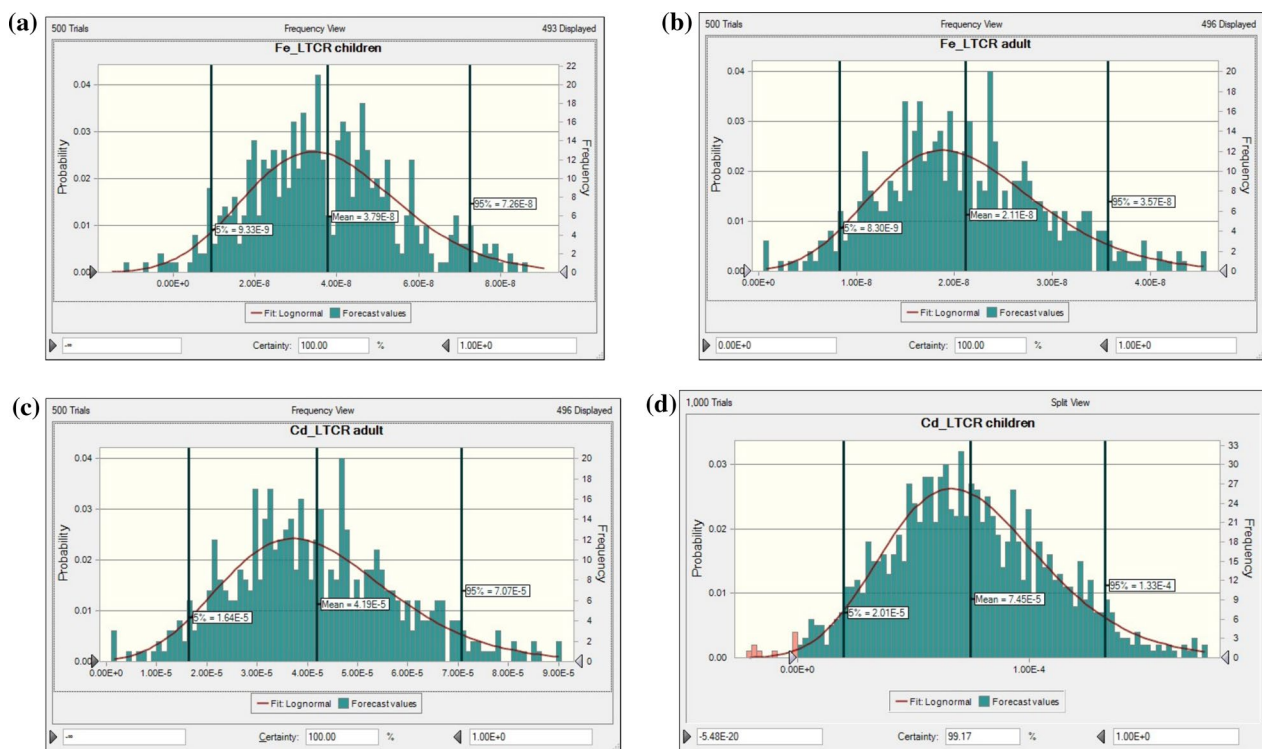 (a)
500 Trials Frequency View 493 Displayed
Fe_LTCR children
Probability
0.04
0.03
0.02
0.01
0.00
22
20
18
16
14
12
10
8
6
4
2
0
Frequency
5% = 9.33E-9
Mean = 3.79E-8
95% = 7.26E-8
0.00E+0 2.00E-8 4.00E-8 6.00E-8 8.00E-8
Fit: Lognormal Forecast values
-∞ Certainty: 100.00 % 1.00E+0
(b)
500 Trials Frequency View 496 Displayed
Fe_LTCR adult
Probability
0.04
0.03
0.02
0.01
0.00
20
18
16
14
12
10
8
6
4
2
0
Frequency
5% = 8.30E-9
Mean = 2.11E-8
95% = 3.57E-8
0.00E+0 1.00E-8 2.00E-8 3.00E-8 4.00E-8
Fit: Lognormal Forecast values
0.00E+0 Certainty: 100.00 % 1.00E+0
(c)
500 Trials Frequency View 496 Displayed
Cd_LTCR adult
Probability
0.04
0.03
0.02
0.01
0.00
20
18
16
14
12
10
8
6
4
2
0
Frequency
5% = 1.64E-5
Mean = 4.19E-5
95% = 7.07E-5
0.00E+0 1.00E-5 2.00E-5 3.00E-5 4.00E-5 5.00E-5 6.00E-5 7.00E-5 8.00E-5 9.00E-5
Fit: Lognormal Forecast values
-∞ Certainty: 100.00 % 1.00E+0
(d)
1,000 Trials Split View
Cd_LTCR children
Probability
0.03
0.02
0.01
0.00
33
30
27
24
21
18
15
12
9
6
3
0
Frequency
5% = 2.01E-5
Mean = 7.45E-5
95% = 1.33E-4
0.00E+0 1.00E-4
Fit: Lognormal Forecast values
-5.48E-20 Certainty: 99.17 % 1.00E+0